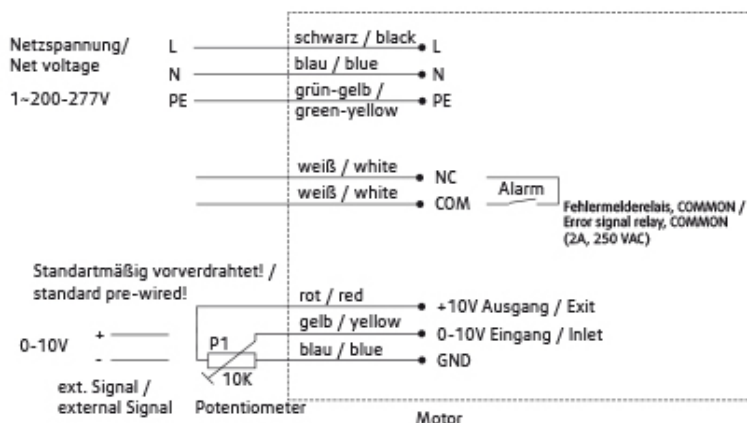 Netzspannung/
Net voltage
1~200-277V
L
schwarz / black
L
N
blau / blue
N
PE
grün-gelb /
green-yellow
PE
weiß / white
NC
weiß / white
COM
Alarm
Fehlermelderelais, COMMON /
Error signal relay, COMMON
(2A, 250 VAC)
Standartmäßig vorverdrahtet! /
standard pre-wired!
rot / red
+10V Ausgang / Exit
gelb / yellow
0-10V Eingang / Inlet
blau / blue
GND
0-10V
+
-
P1
10K
ext. Signal /
external Signal
Potentiometer
Motor